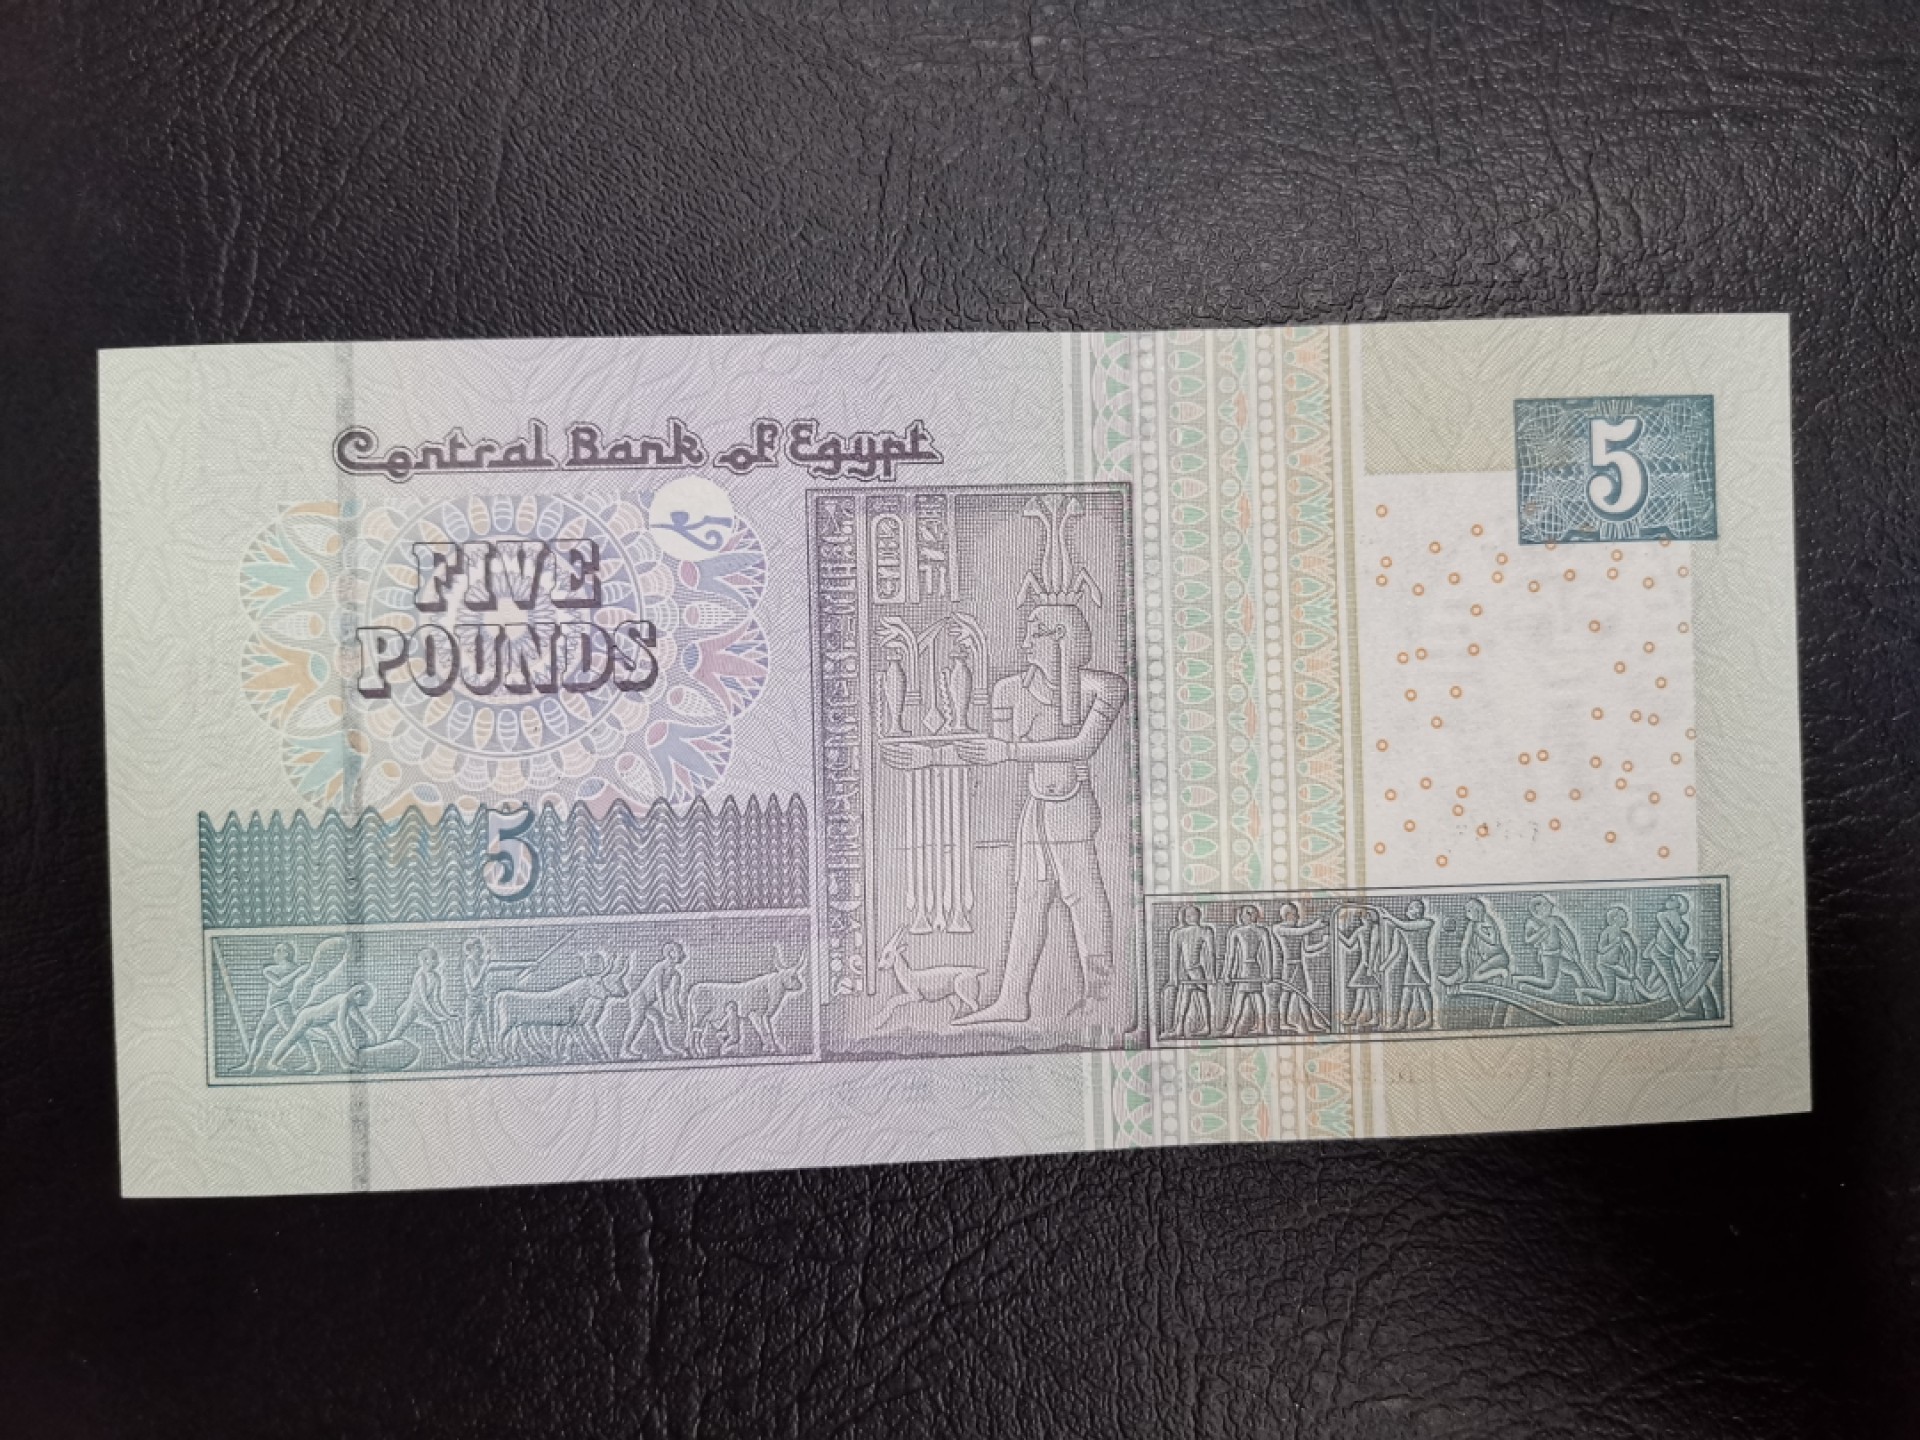 Central Bank of Egypt
5
FIVE
POUNDS
5